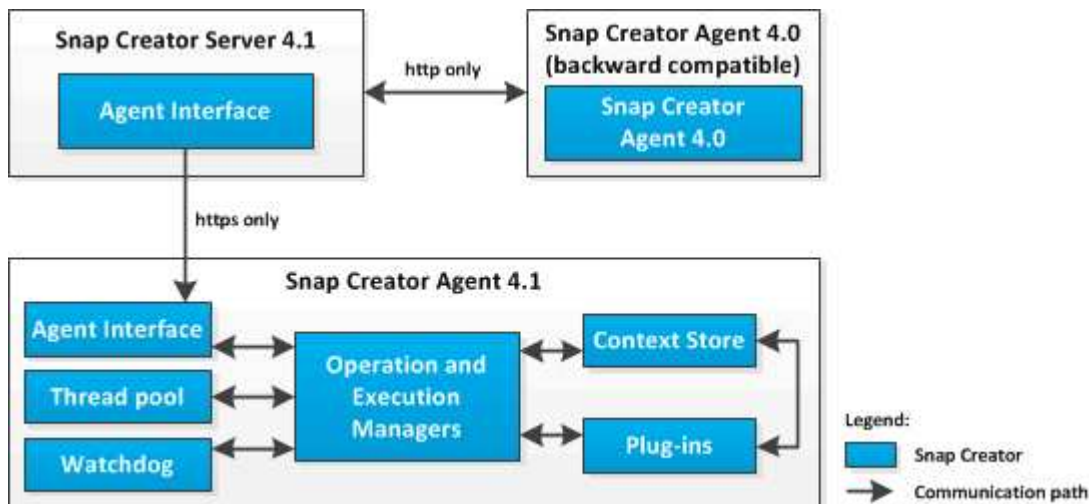 Snap Creator Server 4.1
Agent Interface
http only
Snap Creator Agent 4.0
(backward compatible)
Snap Creator
Agent 4.0
https only
Snap Creator Agent 4.1
Agent Interface
Thread pool
Watchdog
Operation and
Execution
Managers
Context Store
Plug-ins
Legend:
Snap Creator
Communication path